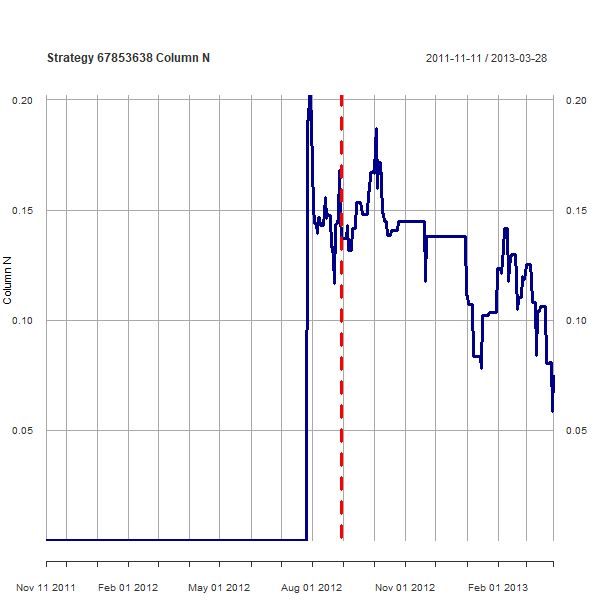 Strategy 67853638 Column N
2011-11-11 / 2013-03-28
0.20
0.20
0.15
0.15
Column N
0.10
0.10
0.05
0.05
Nov 11 2011
Feb 01 2012
May 01 2012
Aug 01 2012
Nov 01 2012
Feb 01 2013